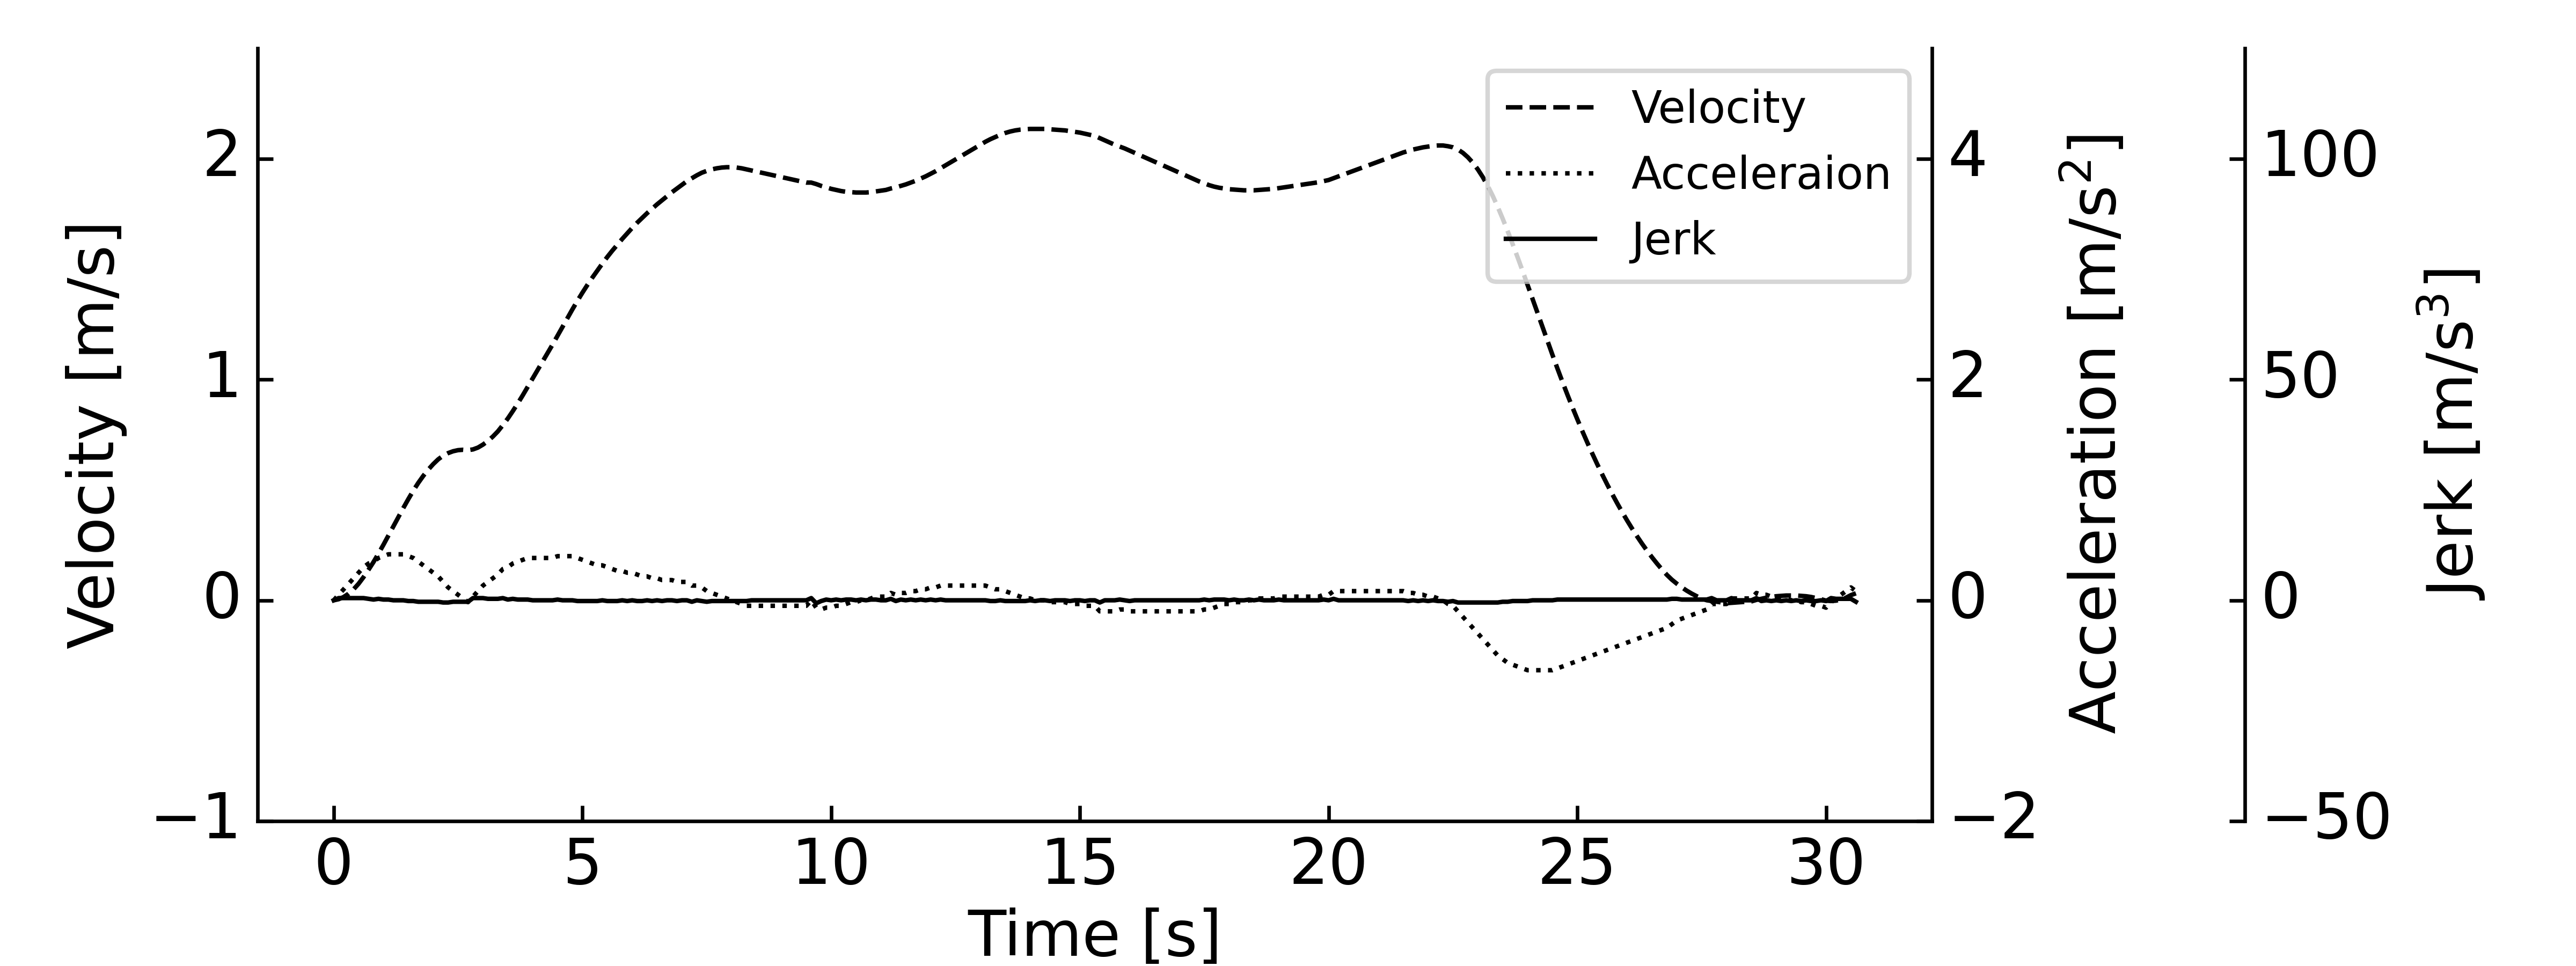 Velocity [m/s]
2
1
0
−1
0 5 10 15 20 25 30
Time [s]
Velocity
Acceleraion
Jerk
4
2
0
−2
Acceleration [m/s²]
100
50
0
−50
Jerk [m/s³]